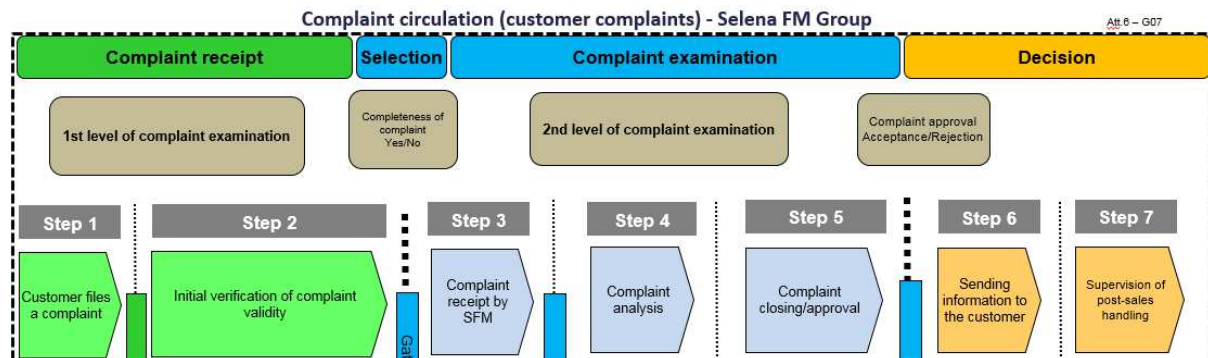 Complaint circulation (customer complaints) - Selena FM Group
Att.6 – G07
Complaint receipt
Selection
Complaint examination
Decision
1st level of complaint examination
Completeness of
complaint
Yes/No
2nd level of complaint examination
Complaint approval
Acceptance/Rejection
Step 1
Step 2
Step 3
Step 4
Step 5
Step 6
Step 7
Customer files
a complaint
Initial verification of complaint
validity
Complaint
receipt by
SFM
Complaint
analysis
Complaint
closing/approval
Sending
information to
the customer
Supervision of
post-sales
handling